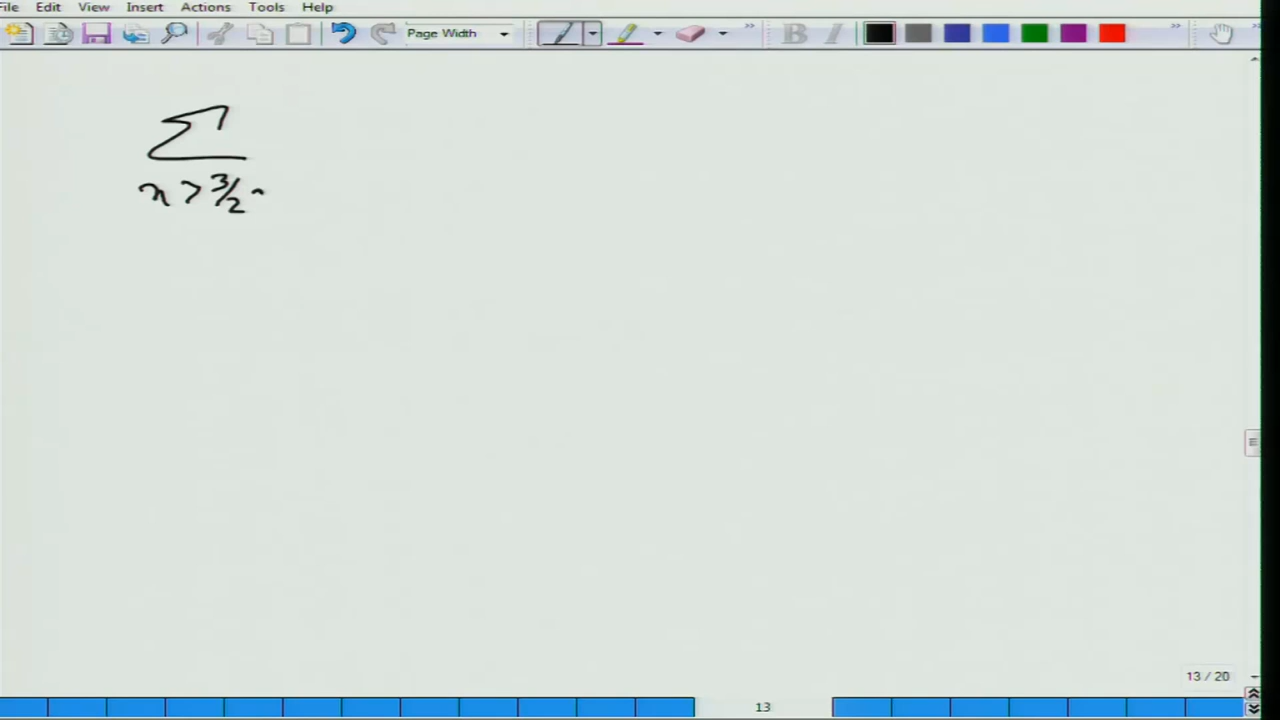 File Edit View Insert Actions Tools Help
Page Width B I
Σ
x > 3/2
13 / 20
13